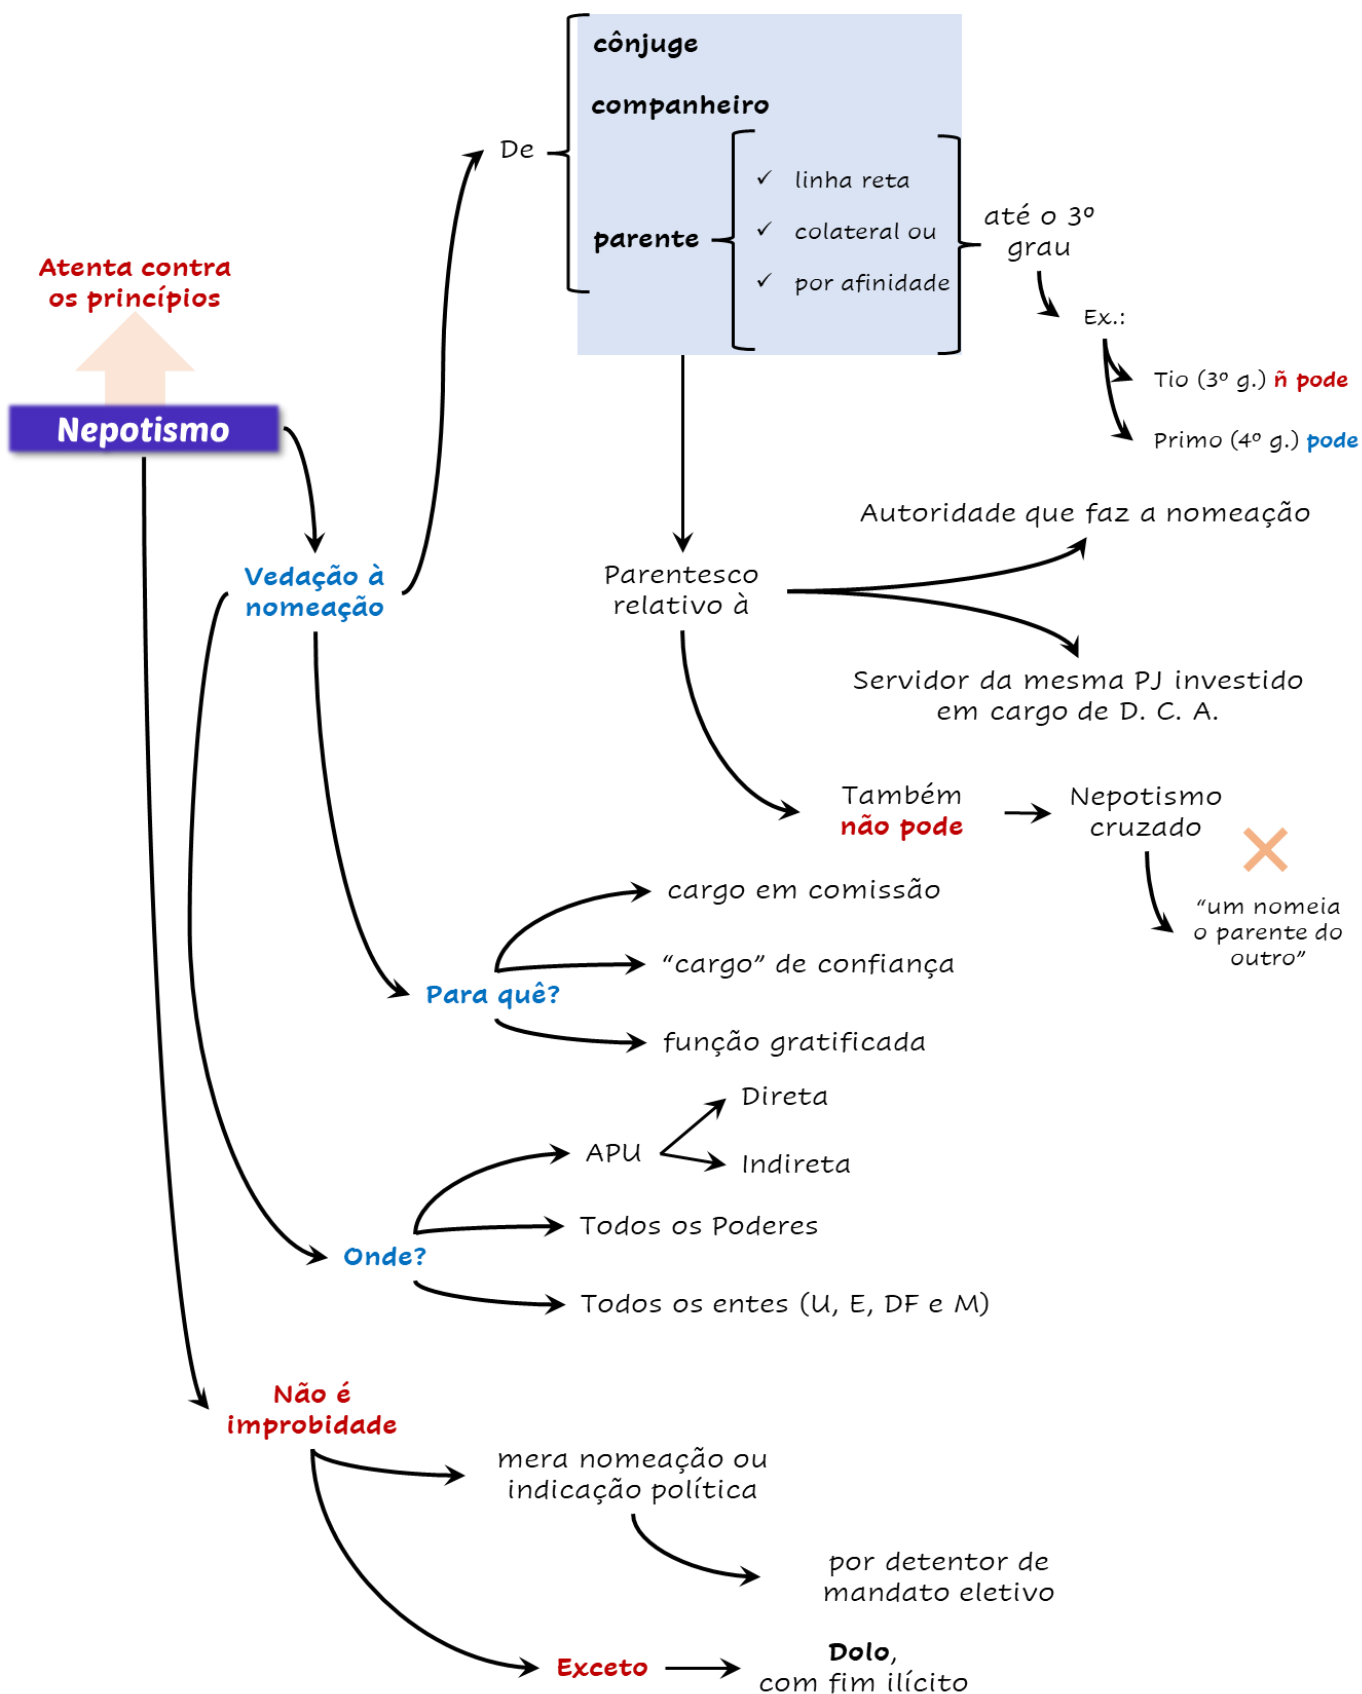 cônjuge
companheiro
De
✓ linha reta
✓ colateral ou
parente
✓ por afinidade
até o 3º
grau
Ex.:
Tio (3º g.) ñ pode
Primo (4º g.) pode
Atenta contra
os princípios
Nepotismo
Vedação à
nomeação
Parentesco
relativo à
Autoridade que faz a nomeação
Servidor da mesma PJ investido
em cargo de D. C. A.
Também
não pode
Nepotismo
cruzado
“um nomeia
o parente do
outro”
Para quê?
cargo em comissão
“cargo” de confiança
função gratificada
Onde?
APU
Direta
Indireta
Todos os Poderes
Todos os entes (U, E, DF e M)
Não é
improbidade
mera nomeação ou
indicação política
por detentor de
mandato eletivo
Exceto
Dolo,
com fim ilícito